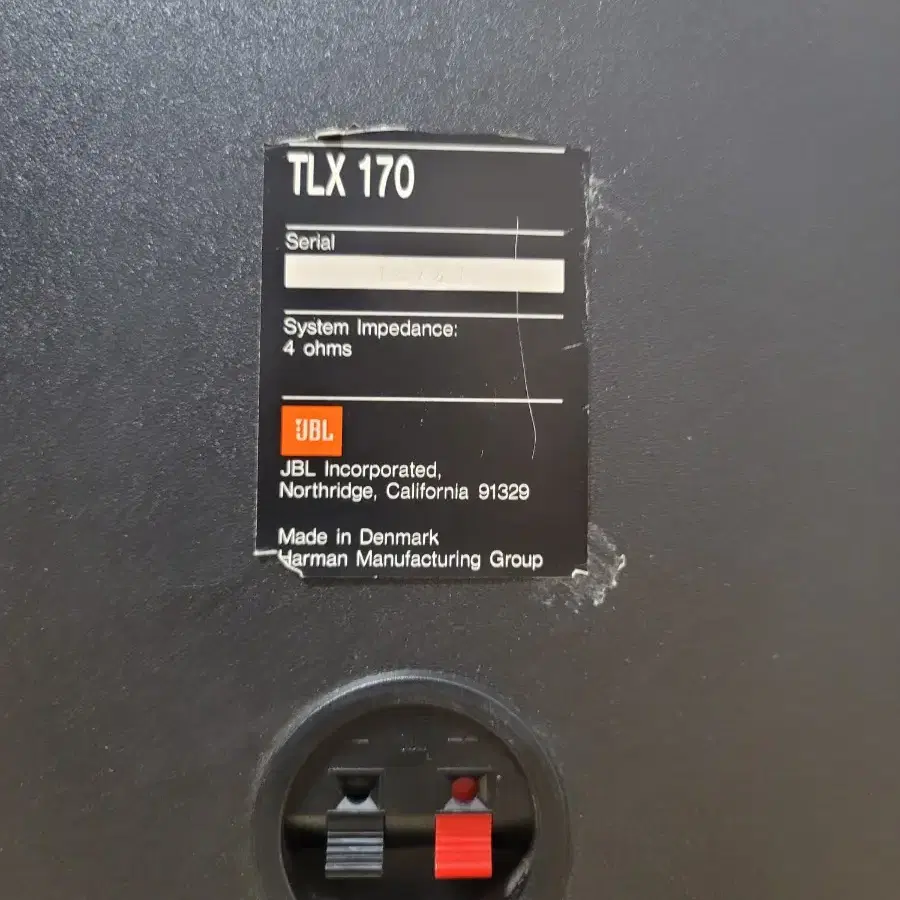 TLX 170
Serial
System Impedance:
4 ohms
JBL
JBL Incorporated,
Northridge, California 91329
Made in Denmark
Harman Manufacturing Group